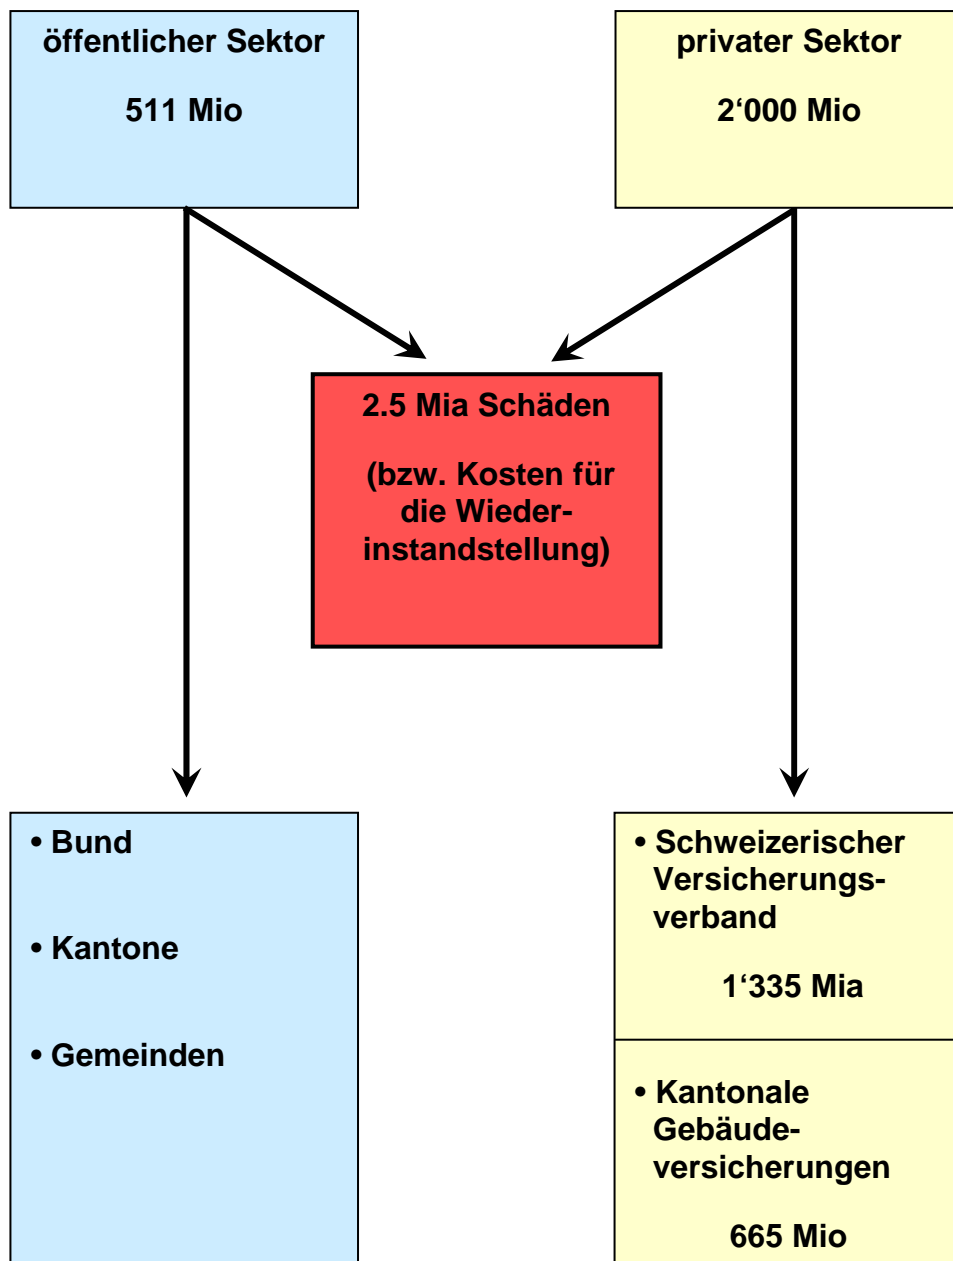 öffentlicher Sektor
511 Mio
privater Sektor
2‘000 Mio
2.5 Mia Schäden
(bzw. Kosten für
die Wieder-
instandstellung)
• Bund
• Kantone
• Gemeinden
• Schweizerischer
Versicherungs-
verband
1‘335 Mia
• Kantonale
Gebäude-
versicherungen
665 Mio